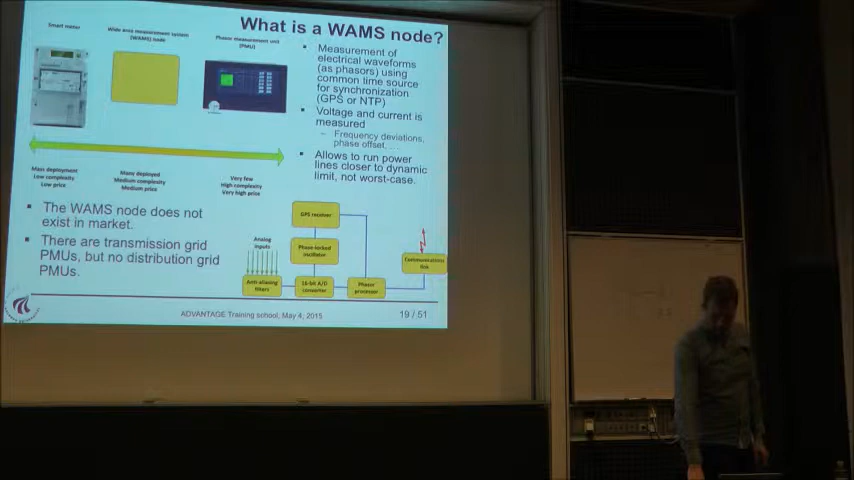 What is a WAMS node?
Smart meter
Wide area measurement system
(WAMS) node
Phasor measurement unit
(PMU)
Mass deployment
Low complexity
Low price
Many deployed
Medium complexity
Medium price
Very few
High complexity
Very high price
The WAMS node does not
exist in market.
There are transmission grid
PMUs, but no distribution grid
PMUs.
Measurement of
electrical waveforms
(as phasors) using
common time source
for synchronization
(GPS or NTP)
Voltage and current is
measured
Frequency deviations,
phase offset, …
Allows to run power
lines closer to dynamic
limit, not worst-case.
GPS receiver
Analog
inputs
Phase-locked
oscillator
Communications
link
Anti-aliasing
filters
16-bit A/D
converter
Phasor
processor
ADVANTAGE Training school, May 4, 2015
19 / 51